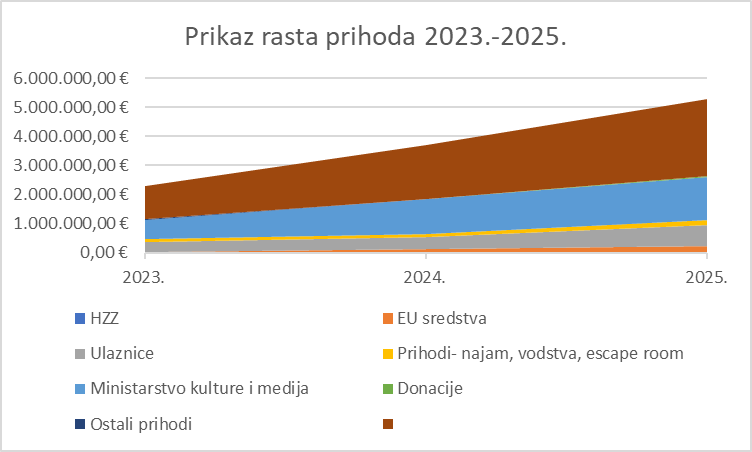 Prikaz rasta prihoda 2023.-2025.
6.000.000,00 €
5.000.000,00 €
4.000.000,00 €
3.000.000,00 €
2.000.000,00 €
1.000.000,00 €
0,00 €
2023. 2024. 2025.
HZZ EU sredstva
Ulaznice Prihodi- najam, vodstva, escape room
Ministarstvo kulture i medija Donacije
Ostali prihodi